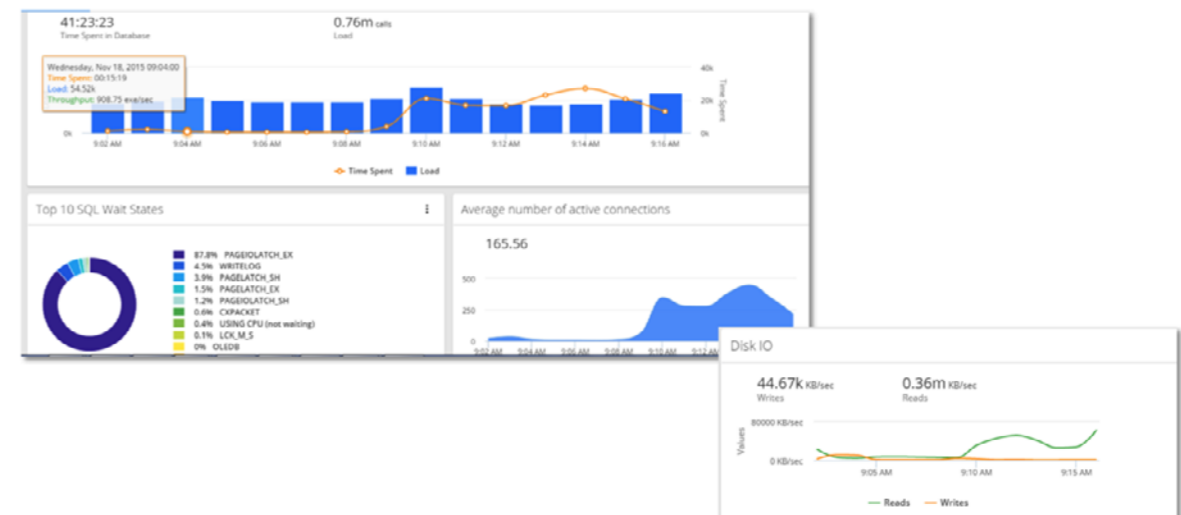 41:23:23
Time Spent in Database
0.76m calls
Load
Wednesday, Nov 18, 2015 09:04:00
Time Spent: 00:15:19
Load: 54.52k
Throughput: 908.75 exe/sec
40k
20k
0k
Time Spent
0k
9:02 AM 9:04 AM 9:06 AM 9:08 AM 9:10 AM 9:12 AM 9:14 AM 9:16 AM
Time Spent Load
Top 10 SQL Wait States
87.8% PAGEIOLATCH_EX
4.5% WRITELOG
3.9% PAGELATCH_SH
1.5% PAGELATCH_EX
1.2% PAGEIOLATCH_SH
0.6% CXPACKET
0.4% USING CPU (not waiting)
0.1% LCK_M_S
0% OLEDB
Average number of active connections
165.56
500
250
0
9:02 AM 9:04 AM 9:06 AM 9:08 AM 9:10 AM 9:12 AM
Disk IO
44.67k KB/sec
Writes
0.36m KB/sec
Reads
80000 KB/sec
Values
0 KB/sec
9:05 AM 9:10 AM 9:15 AM
Reads Writes